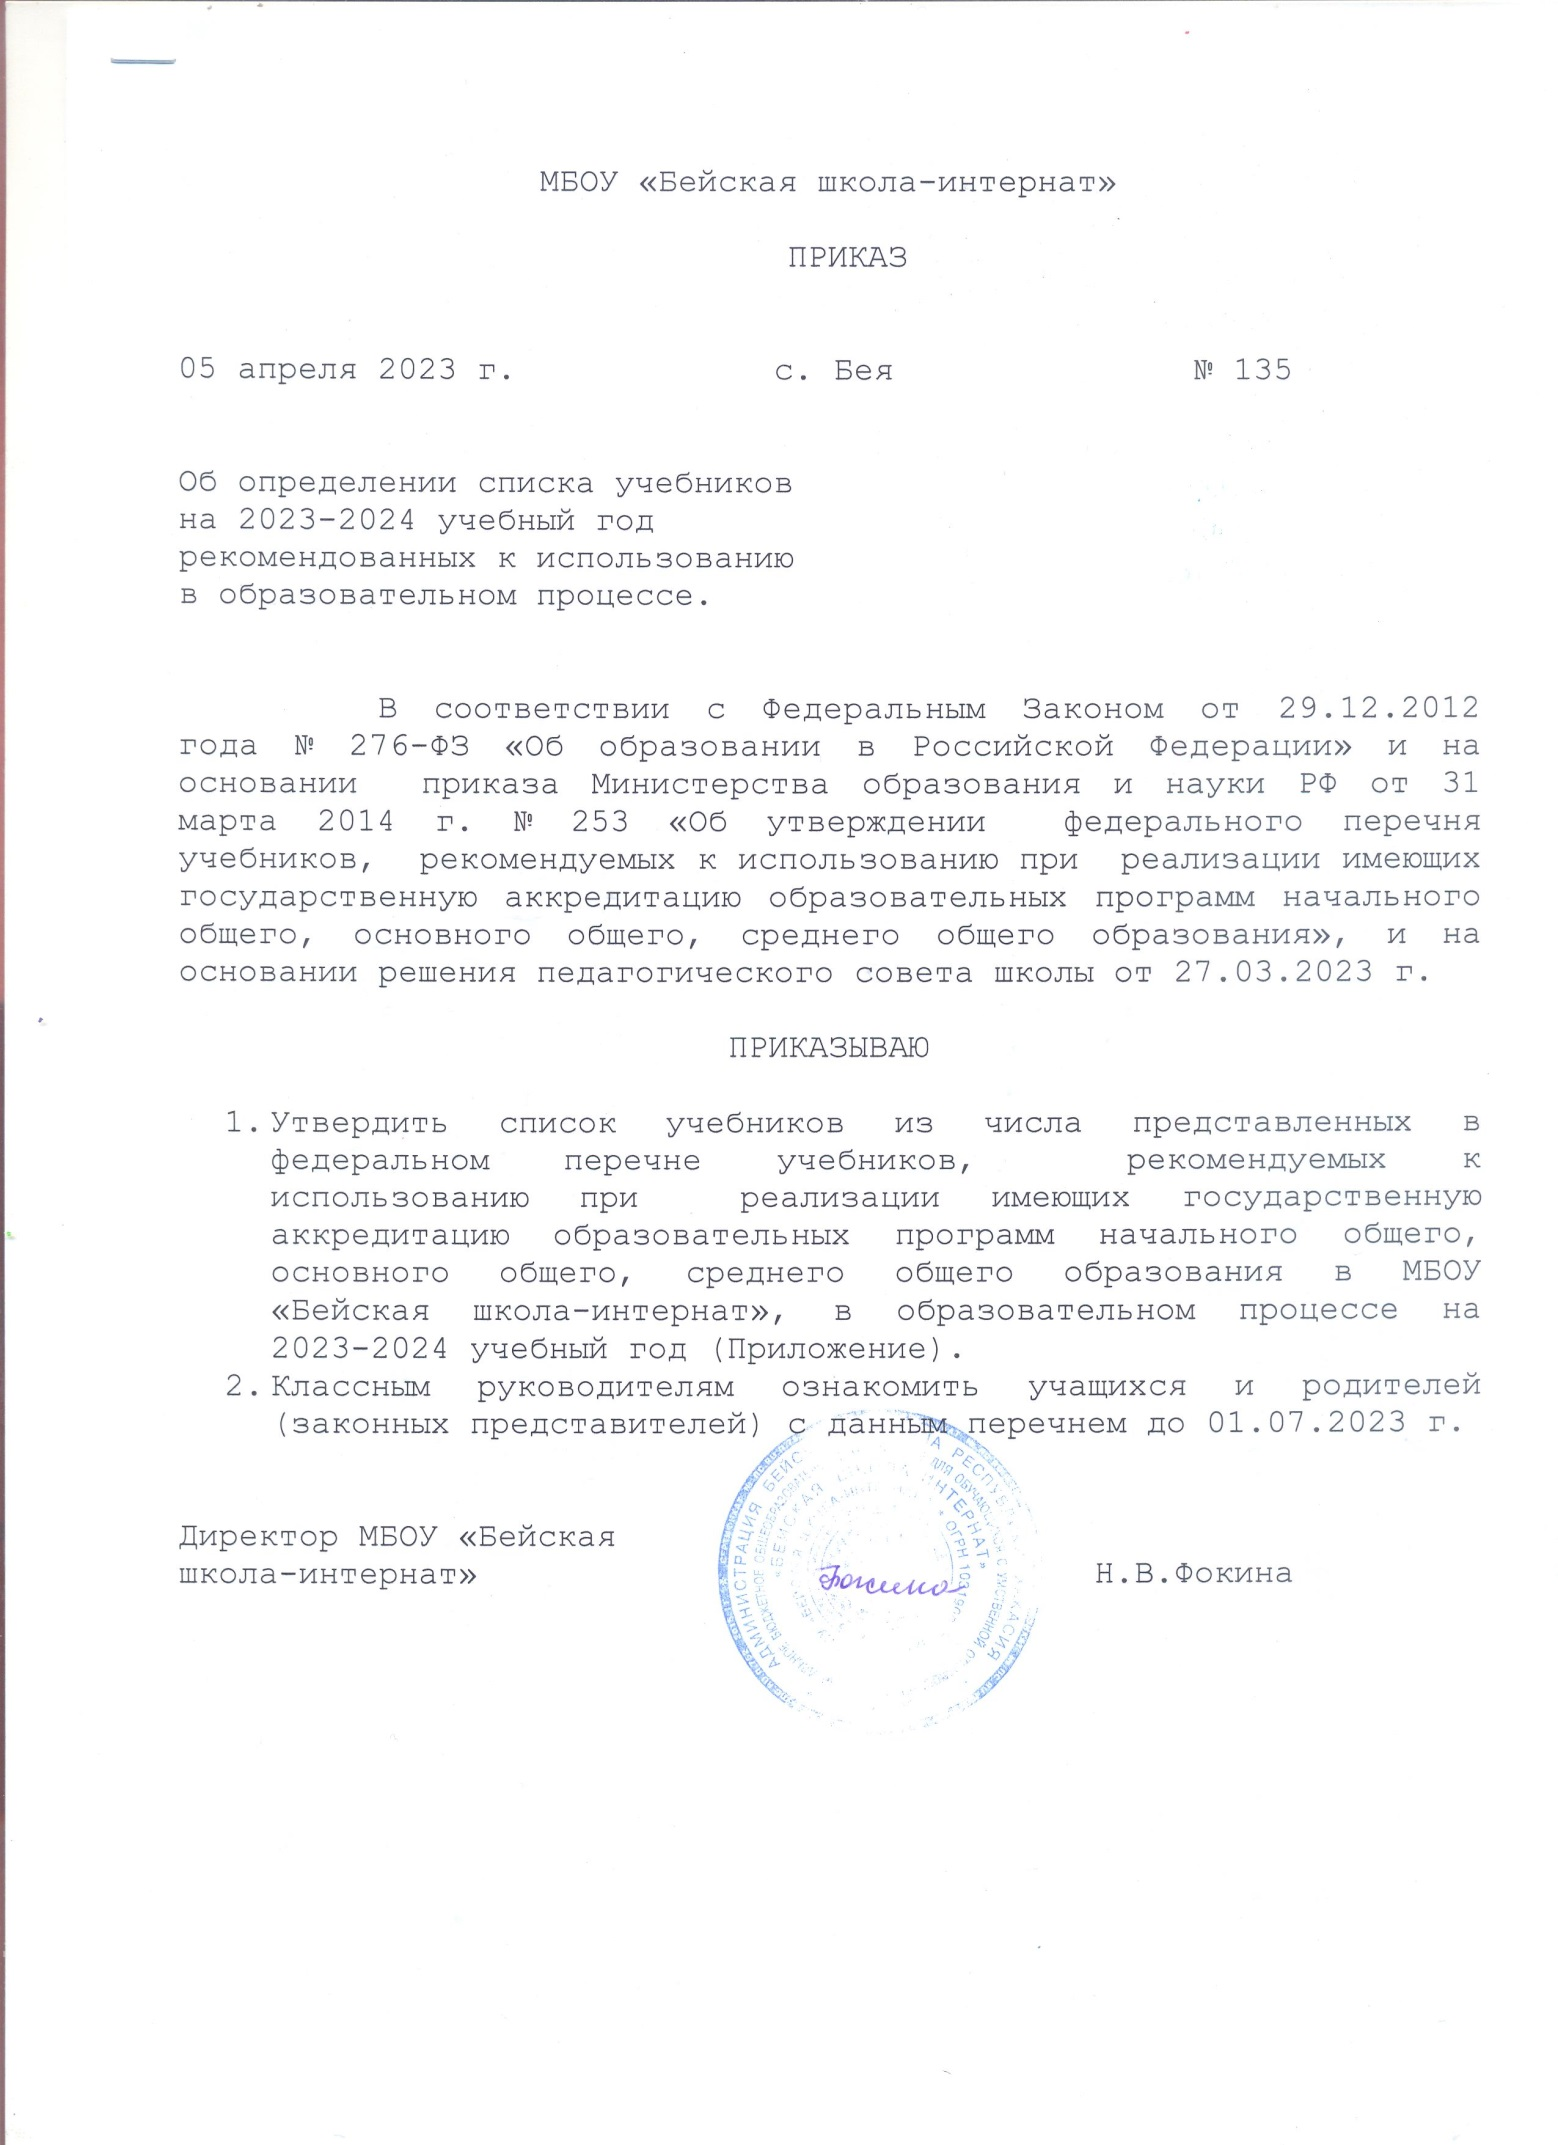 МБОУ «Бейская школа-интернат»
ПРИКАЗ
05 апреля 2023 г. с. Бея № 135
Об определении списка учебников
на 2023-2024 учебный год
рекомендованных к использованию
в образовательном процессе.
В соответствии с Федеральным Законом от 29.12.2012
года № 276-ФЗ «Об образовании в Российской Федерации» и на
основании приказа Министерства образования и науки РФ от 31
марта 2014 г. № 253 «Об утверждении федерального перечня
учебников, рекомендуемых к использованию при реализации имеющих
государственную аккредитацию образовательных программ начального
общего, основного общего, среднего общего образования», и на
основании решения педагогического совета школы от 27.03.2023 г.
ПРИКАЗЫВАЮ
1. Утвердить список учебников из числа представленных в
федеральном перечне учебников, рекомендуемых к
использованию при реализации имеющих государственную
аккредитацию образовательных программ начального общего,
основного общего, среднего общего образования в МБОУ
«Бейская школа-интернат», в образовательном процессе на
2023-2024 учебный год (Приложение).
2. Классным руководителям ознакомить учащихся и родителей
(законных представителей) с данным перечнем до 01.07.2023 г.
Директор МБОУ «Бейская
школа-интернат» Н.В.Фокина
АДМИНИСТРАЦИЯ
БЮДЖЕТНОЕ
ИНТЕРНАТ»
ОГРН